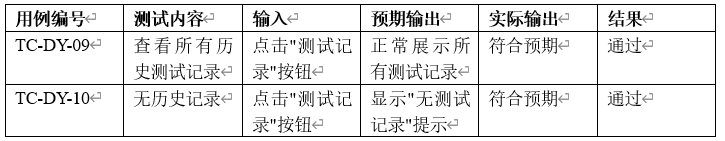 用例编号 测试内容 输入 预期输出 实际输出 结果
TC-DY-09 查看所有历 点击"测试记 正常展示所 符合预期 通过
史测试记录 录"按钮 有测试记录
TC-DY-10 无历史记录 点击"测试记 显示"无测试 符合预期 通过
录"按钮 记录"提示